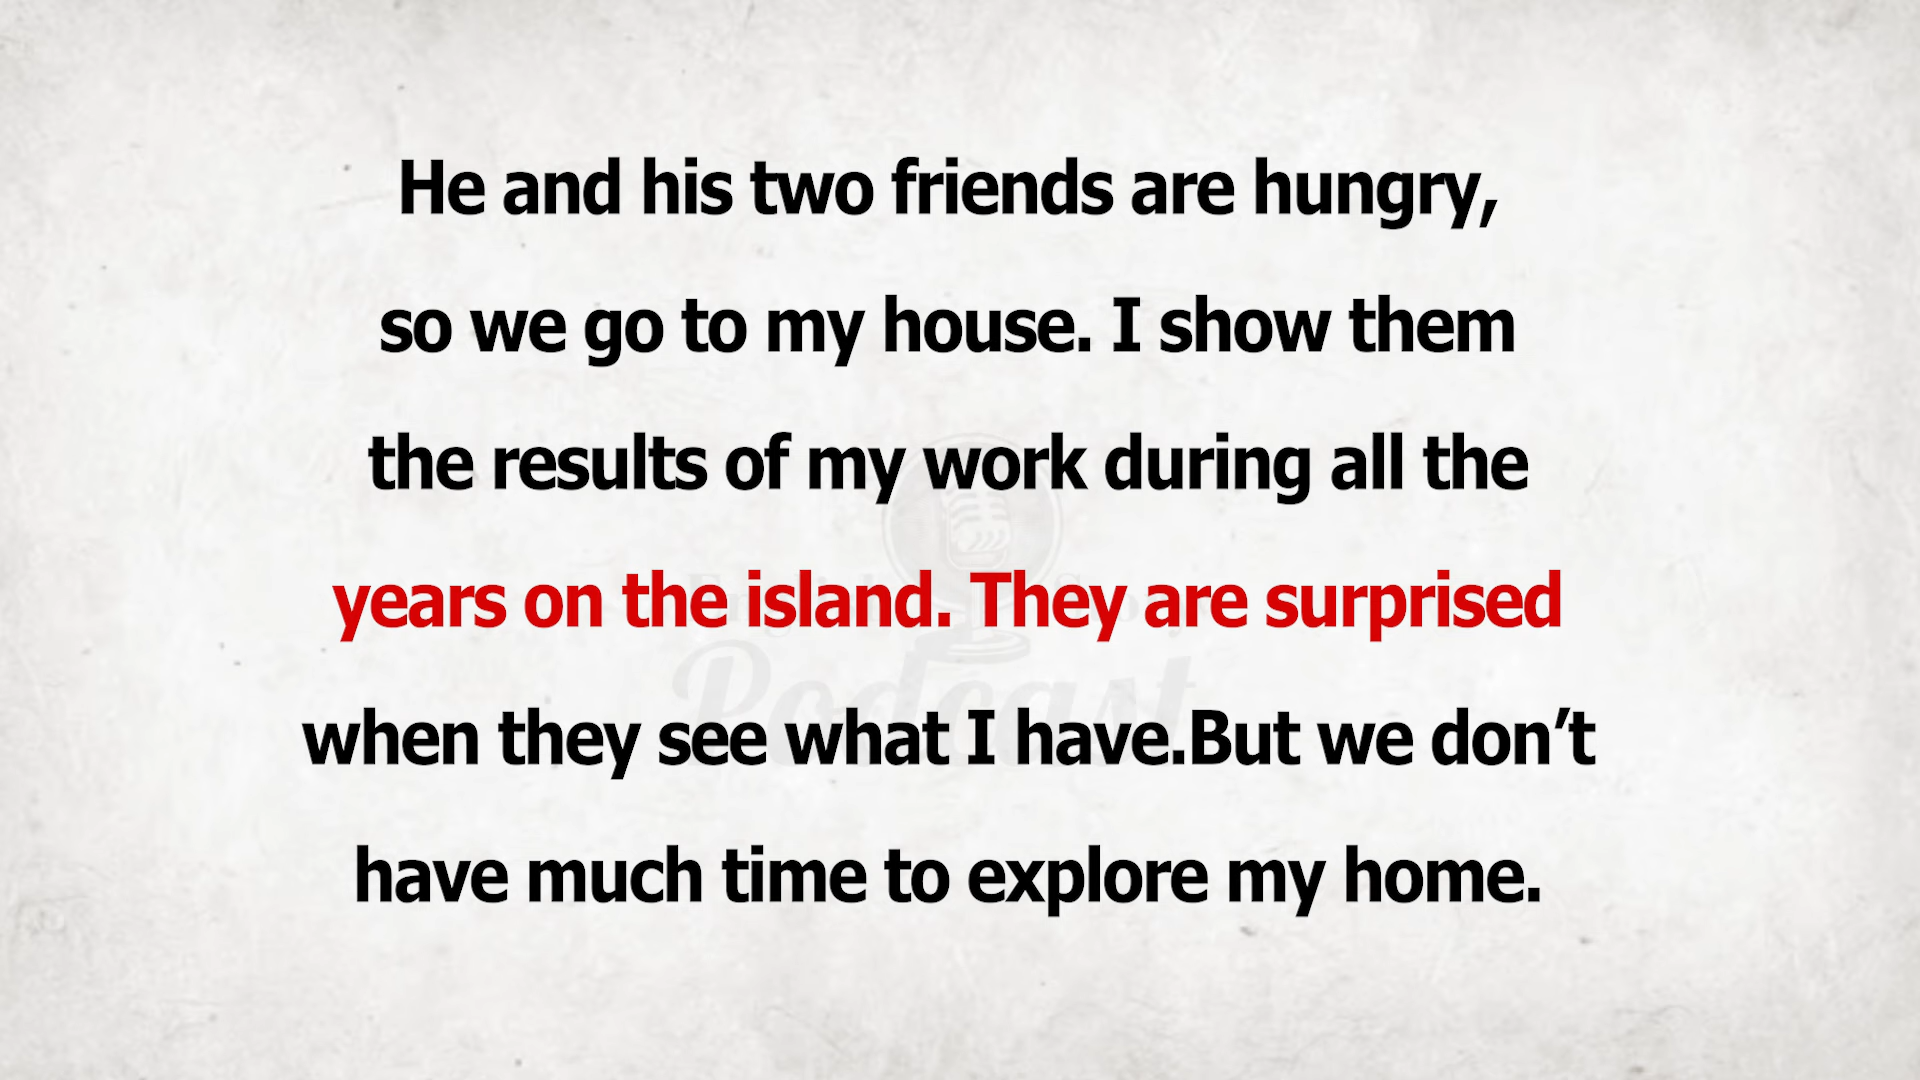 He and his two friends are hungry,
so we go to my house. I show them
the results of my work during all the
years on the island. They are surprised
when they see what I have.But we don’t
have much time to explore my home.
Podcast